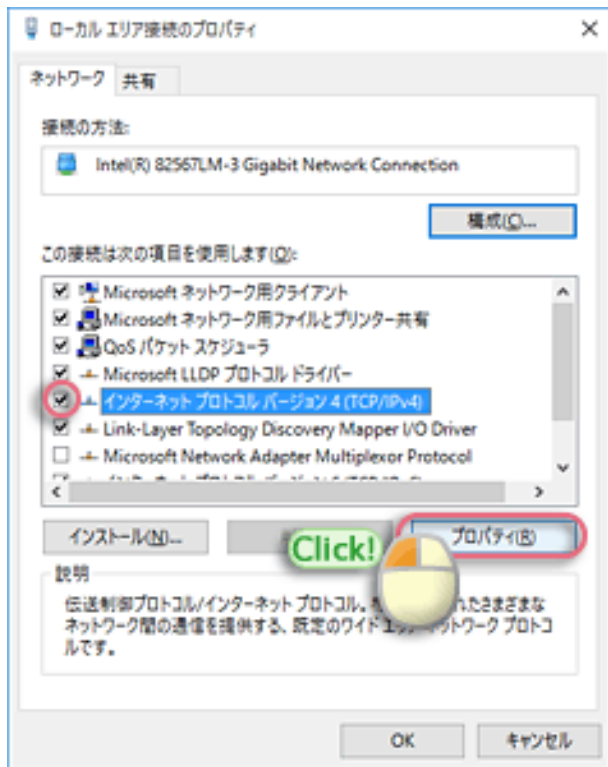 ローカル エリア接続のプロパティ
ネットワーク 共有
接続の方法:
Intel(R) 82567LM-3 Gigabit Network Connection
構成(C)...
この接続は次の項目を使用します(O):
Microsoft ネットワーク用クライアント
Microsoft ネットワーク用ファイルとプリンター共有
QoS パケット スケジューラ
Microsoft LLDP プロトコル ドライバー
インターネット プロトコル バージョン 4 (TCP/IPv4)
Link-Layer Topology Discovery Mapper I/O Driver
Microsoft Network Adapter Multiplexor Protocol
インストール(N)... プロパティ(R)
Click!
説明
伝送制御プロトコル/インターネット プロトコル。 れたさまざまな
ネットワーク間の通信を提供する、既定のワイド エリア ネットワーク プロトコ
ルです。
OK キャンセル